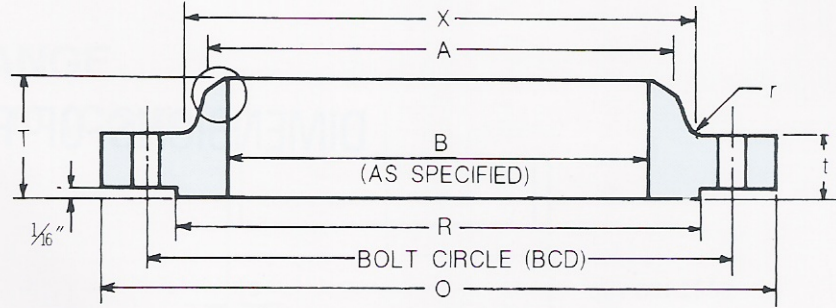 X
A
r
T
B
(AS SPECIFIED)
t
1/16"
R
BOLT CIRCLE (BCD)
O